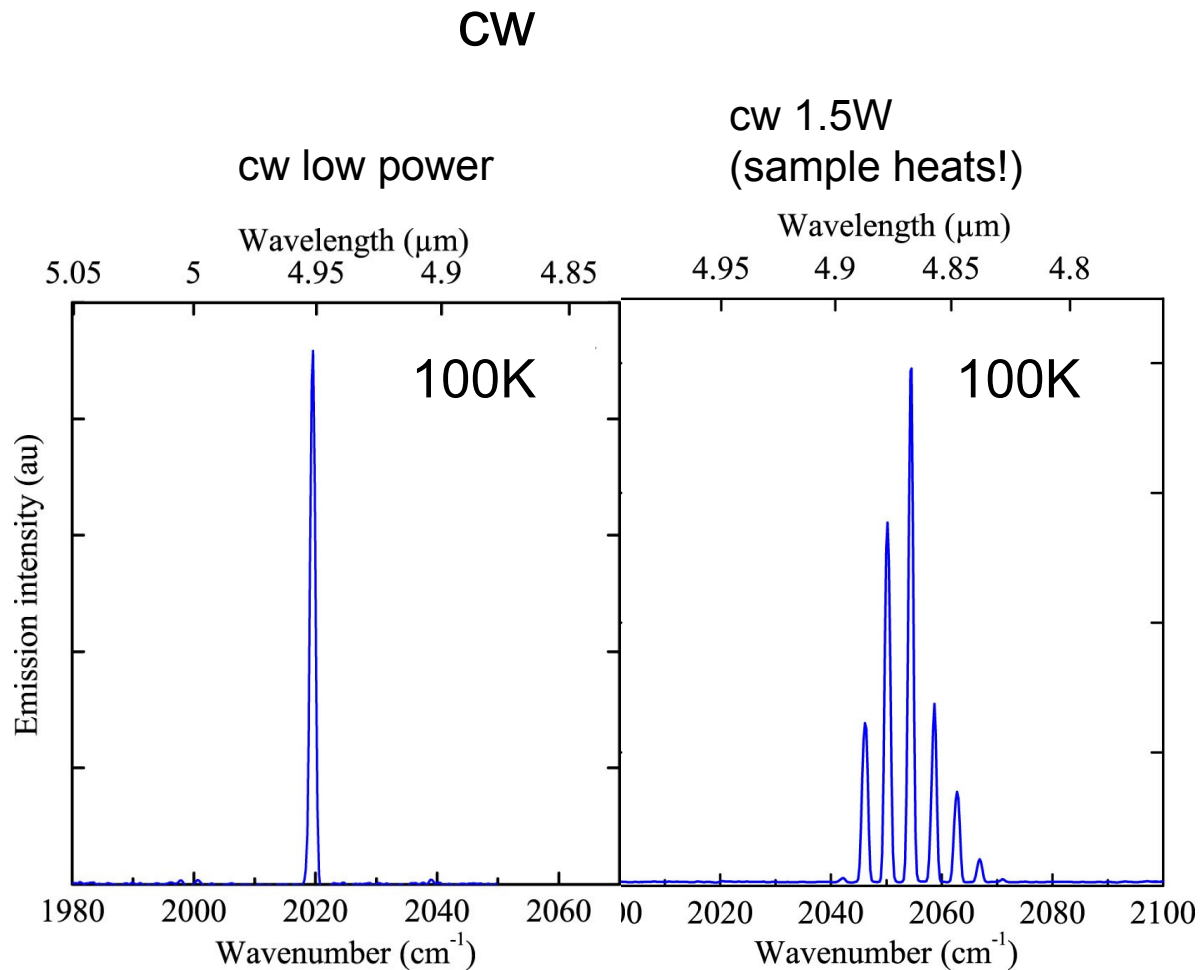 cw
cw low power
cw 1.5W
(sample heats!)
Wavelength (µm)
5.05 5 4.95 4.9 4.85
100K
Emission intensity (au)
1980 2000 2020 2040 2060
Wavenumber (cm-1)
Wavelength (µm)
4.95 4.9 4.85 4.8
100K
00 2020 2040 2060 2080 2100
Wavenumber (cm-1)